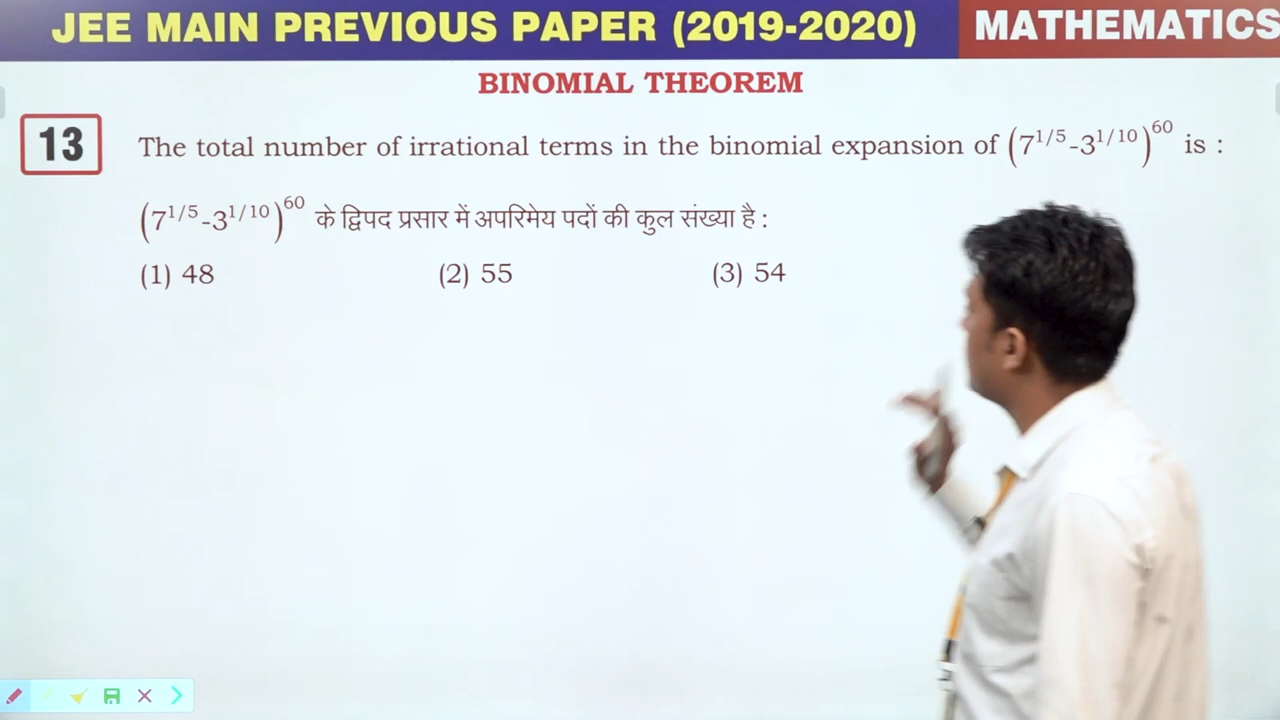 JEE MAIN PREVIOUS PAPER (2019-2020) MATHEMATICS
BINOMIAL THEOREM
13 The total number of irrational terms in the binomial expansion of (7^{1/5}-3^{1/10})^{60} is :
(7^{1/5}-3^{1/10})^{60} के द्विपद प्रसार में अपरिमेय पदों की कुल संख्या है :
(1) 48 (2) 55 (3) 54